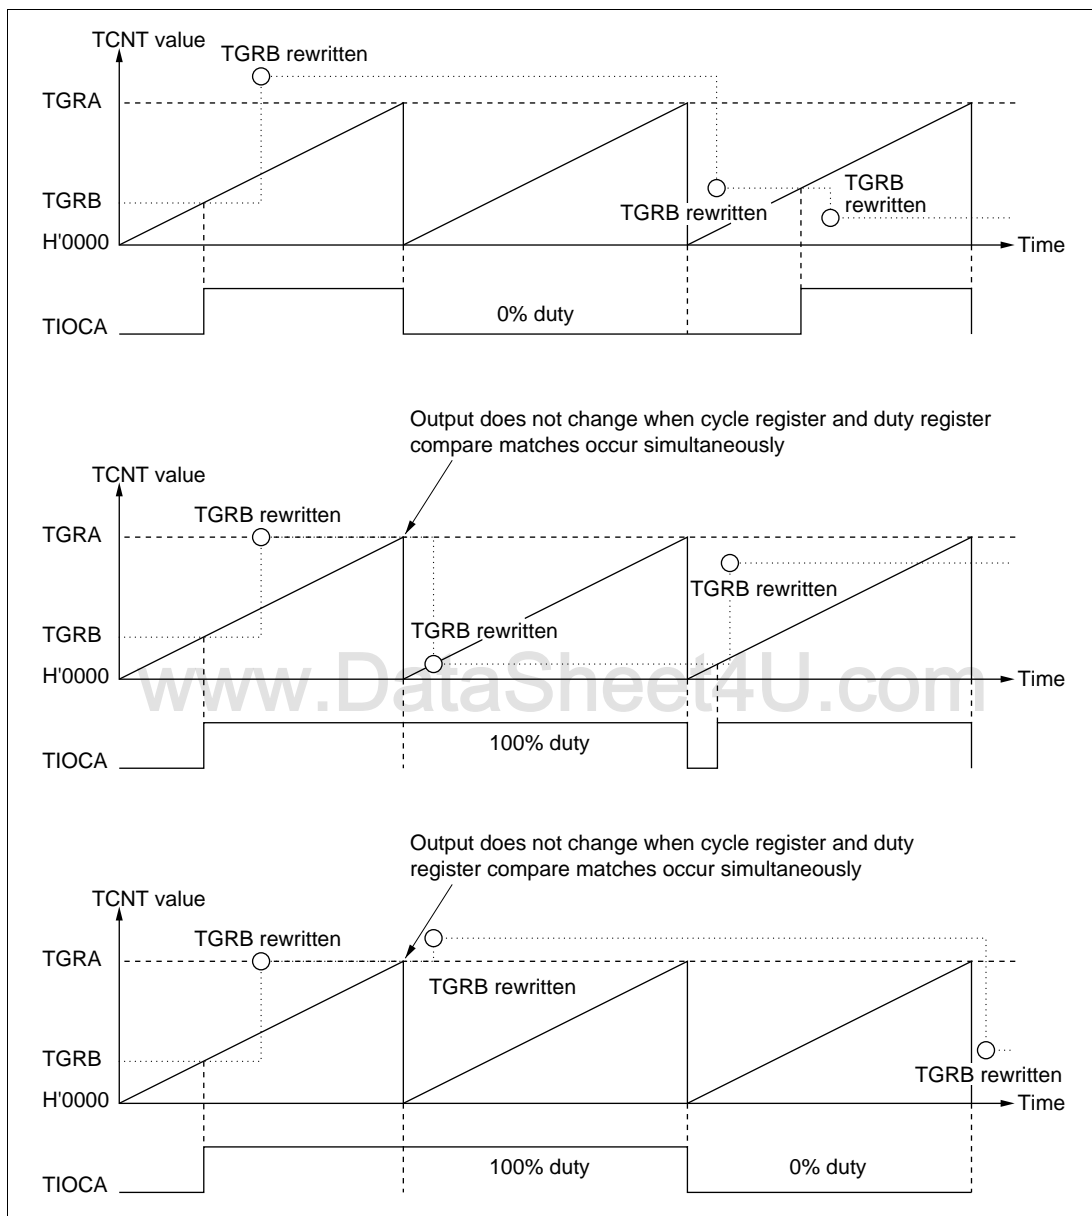 TCNT value
TGRB rewritten
TGRA
TGRB
TGRB rewritten
TGRB
rewritten
H'0000
Time
TIOCA
0% duty
Output does not change when cycle register and duty register
compare matches occur simultaneously
TCNT value
TGRB rewritten
TGRA
TGRB rewritten
TGRB
TGRB rewritten
H'0000
Time
www.DataSheet4U.com
TIOCA
100% duty
Output does not change when cycle register and duty
register compare matches occur simultaneously
TCNT value
TGRB rewritten
TGRA
TGRB rewritten
TGRB
TGRB rewritten
H'0000
Time
TIOCA
100% duty
0% duty